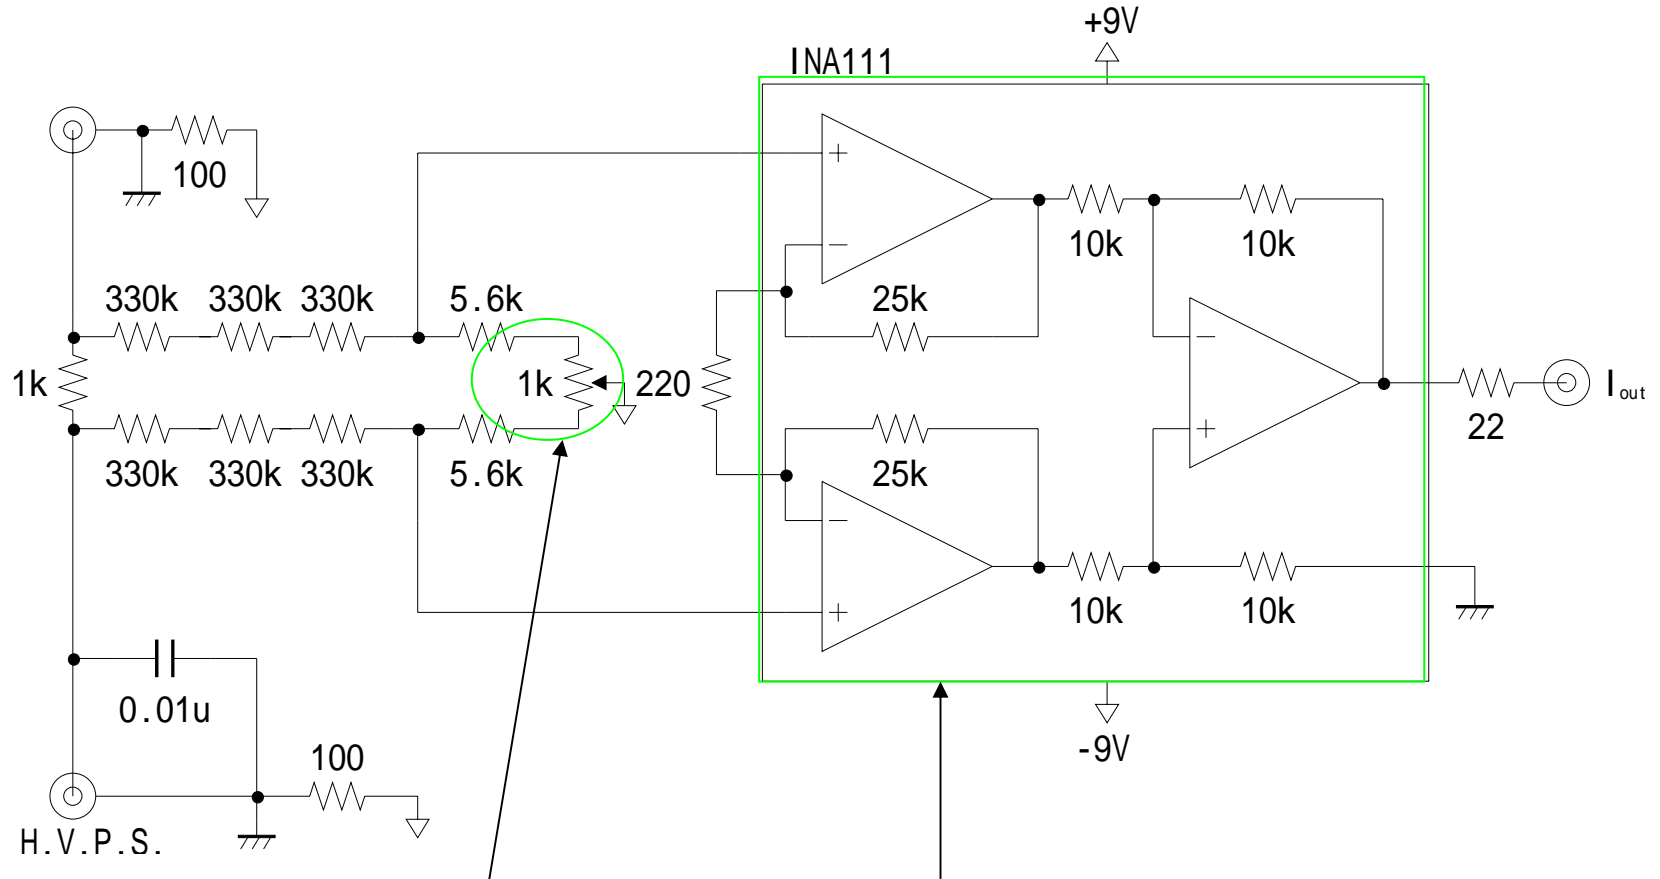 +9V
INA111
100
10k 10k
330k 330k 330k 5.6k 25k
1k 1k 220 I out
22
330k 330k 330k 5.6k 25k
10k 10k
0.01u
-9V
100
H.V.P.S.